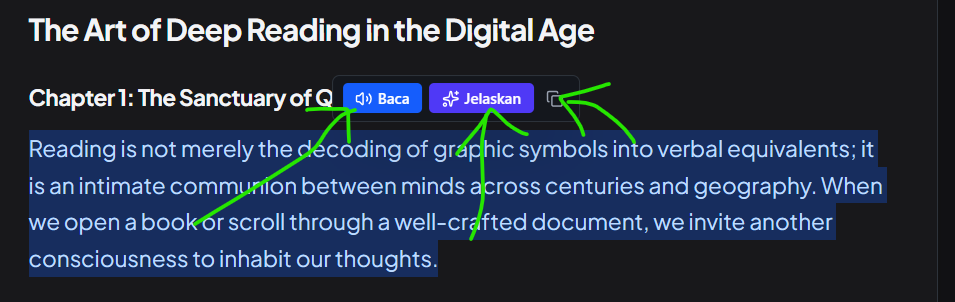 The Art of Deep Reading in the Digital Age
Chapter 1: The Sanctuary of Q
Baca
Jelaskan
Reading is not merely the decoding of graphic symbols into verbal equivalents; it
is an intimate communion between minds across centuries and geography. When
we open a book or scroll through a well-crafted document, we invite another
consciousness to inhabit our thoughts.